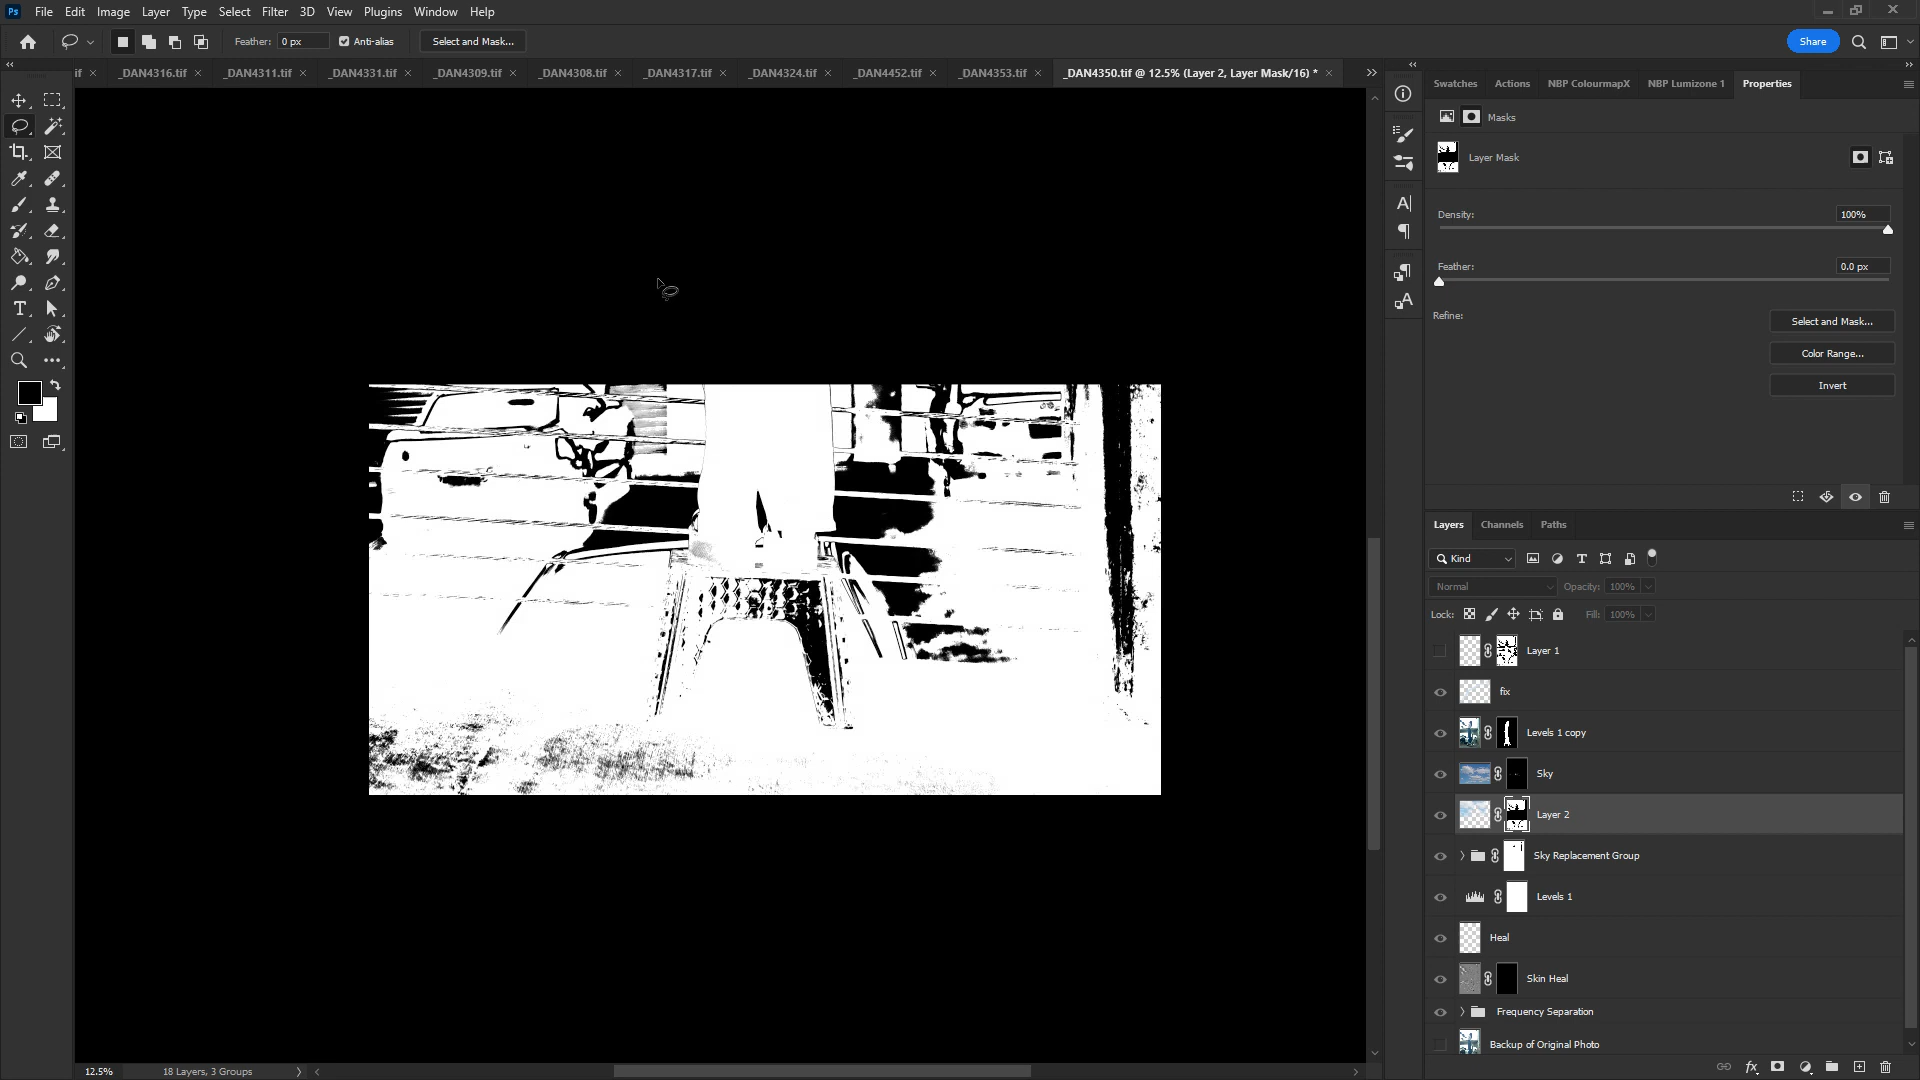 Ps File Edit Image Layer Type Select Filter 3D View Plugins Window Help
Feather: 0 px Anti-alias Select and Mask... Share
if × _DAN4316.tif × _DAN4311.tif × _DAN4331.tif × _DAN4309.tif × _DAN4308.tif × _DAN4317.tif × _DAN4324.tif × _DAN4452.tif × _DAN4353.tif × _DAN4350.tif @ 12.5% (Layer 2, Layer Mask/16) * ×
Swatches Actions NBP ColourmapX NBP Lumizone 1 Properties
Masks
Layer Mask
Density: 100%
Feather: 0.0 px
Refine:
Select and Mask...
Color Range...
Invert
Layers Channels Paths
Kind
Normal Opacity: 100%
Lock: Fill: 100%
Layer 1
fix
Levels 1 copy
Sky
Layer 2
Sky Replacement Group
Levels 1
Heal
Skin Heal
Frequency Separation
Backup of Original Photo
12.5% 18 Layers, 3 Groups
fx